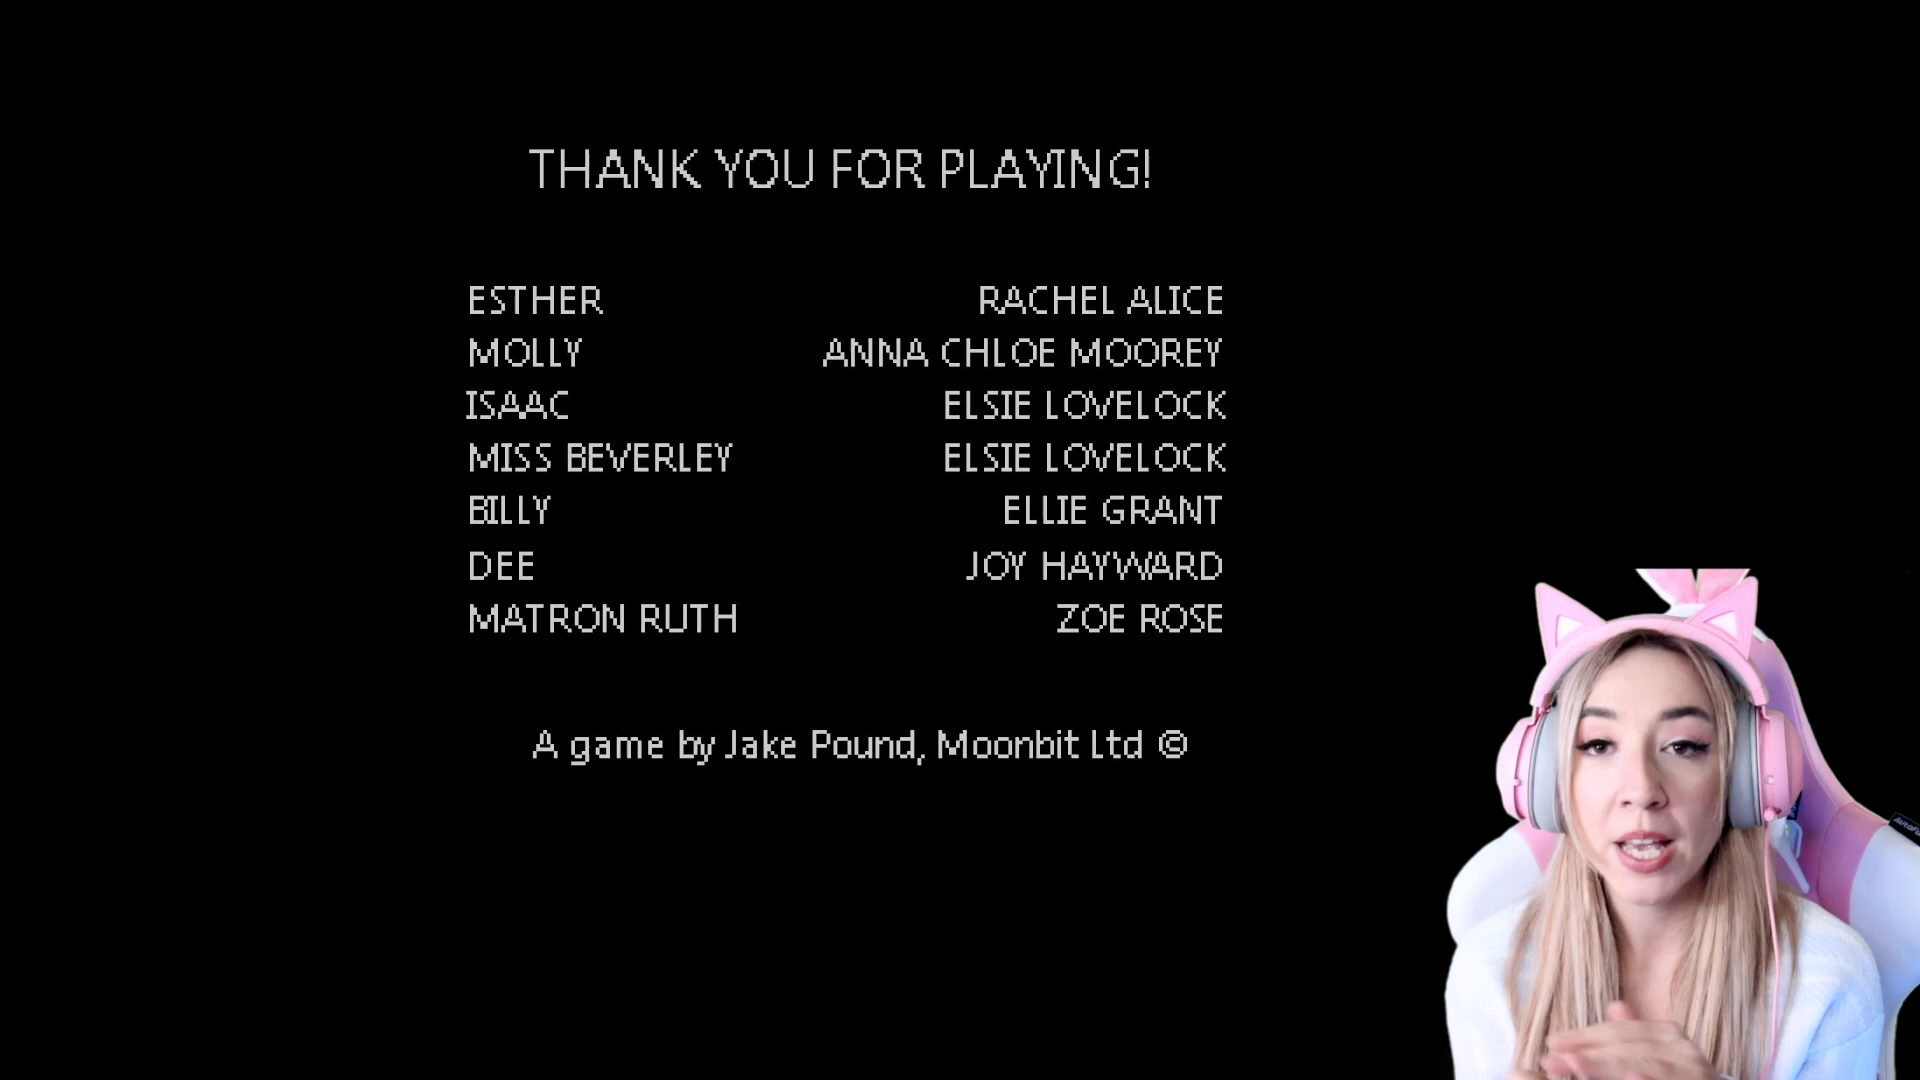 THANK YOU FOR PLAYING!
ESTHER RACHEL ALICE
MOLLY ANNA CHLOE MOOREY
ISAAC ELSIE LOVELOCK
MISS BEVERLEY ELSIE LOVELOCK
BILLY ELLIE GRANT
DEE JOY HAYWARD
MATRON RUTH ZOE ROSE
A game by Jake Pound, Moonbit Ltd ©